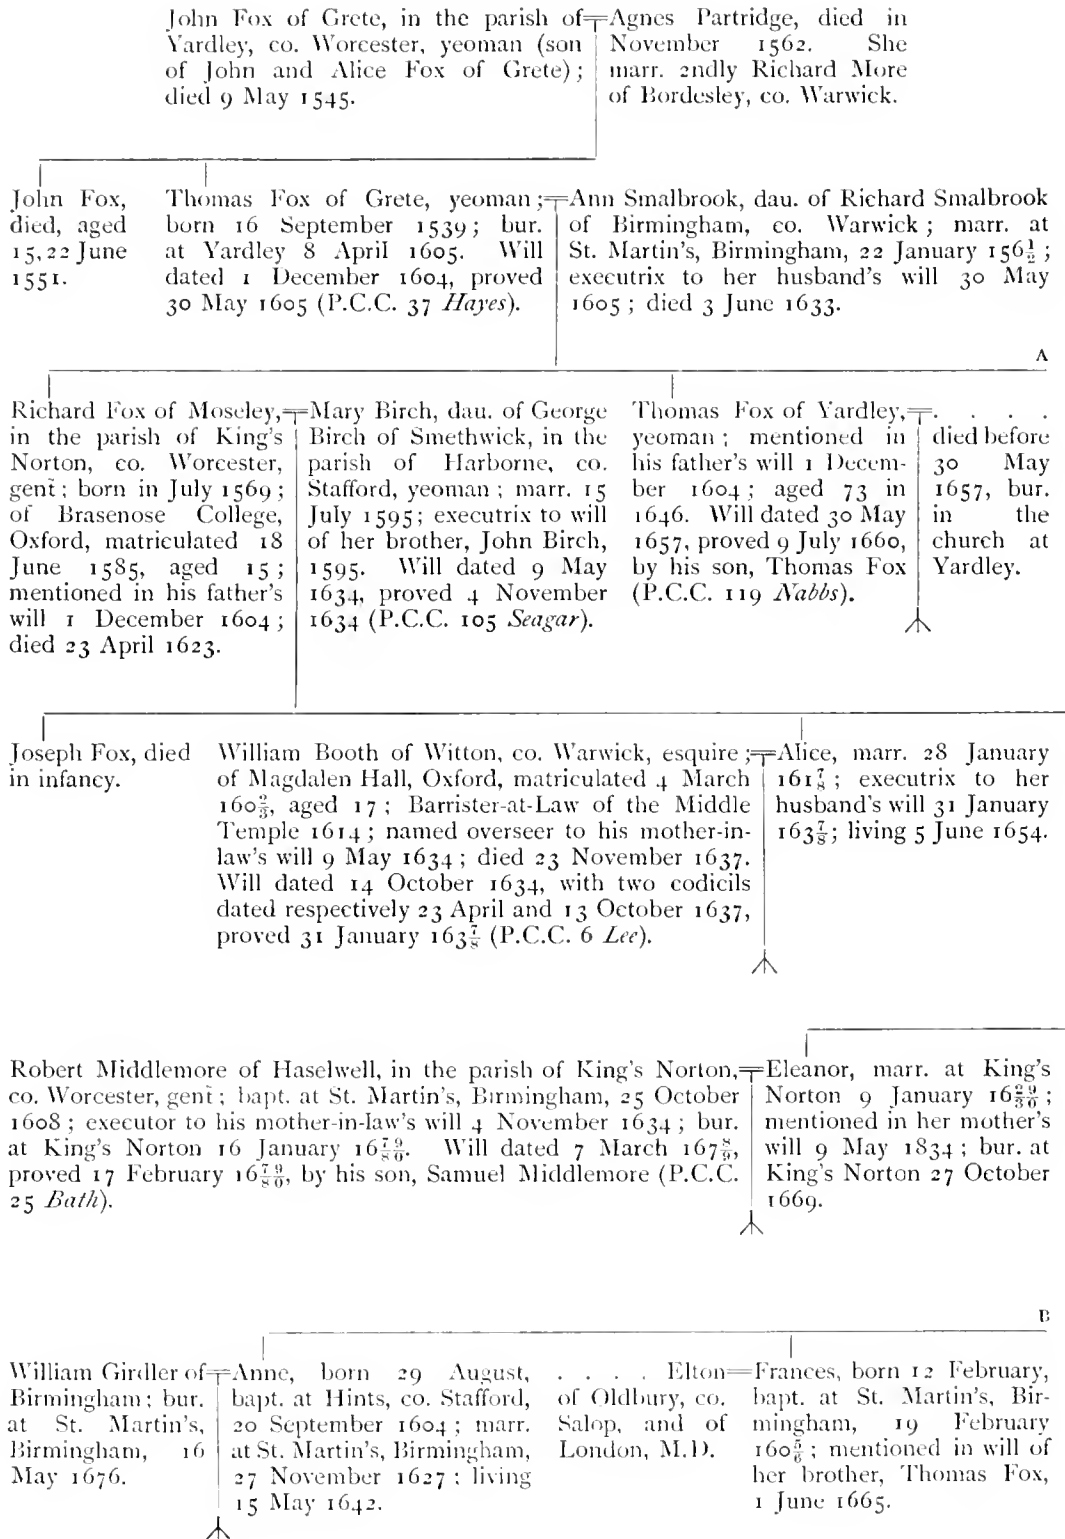 John Fox of Grete, in the parish of
Yardley, co. Worcester, yeoman (son
of John and Alice Fox of Grete);
died 9 May 1545.
Agnes Partridge, died in
November 1562. She
marr. 2ndly Richard More
of Bordesley, co. Warwick.
John Fox,
died, aged
15, 22 June
1551.
Thomas Fox of Grete, yeoman;
born 16 September 1539; bur.
at Yardley 8 April 1605. Will
dated 1 December 1604, proved
30 May 1605 (P.C.C. 37 Hayes).
Ann Smalbrook, dau. of Richard Smalbrook
of Birmingham, co. Warwick; marr. at
St. Martin's, Birmingham, 22 January 156½;
executrix to her husband's will 30 May
1605; died 3 June 1633.
A
Richard Fox of Moseley,
in the parish of King's
Norton, co. Worcester,
gent; born in July 1569;
of Brasenose College,
Oxford, matriculated 18
June 1585, aged 15;
mentioned in his father's
will 1 December 1604;
died 23 April 1623.
Mary Birch, dau. of George
Birch of Smethwick, in the
parish of Harborne, co.
Stafford, yeoman; marr. 15
July 1595; executrix to will
of her brother, John Birch,
1595. Will dated 9 May
1634, proved 4 November
1634 (P.C.C. 105 Seagar).
Thomas Fox of Yardley,
yeoman; mentioned in
his father's will 1 Decem-
ber 1604; aged 73 in
1646. Will dated 30 May
1657, proved 9 July 1660,
by his son, Thomas Fox
(P.C.C. 119 Nabbs).
. . . .
died before
30 May
1657, bur.
in the
church at
Yardley.
Joseph Fox, died
in infancy.
William Booth of Witton, co. Warwick, esquire;
of Magdalen Hall, Oxford, matriculated 4 March
160⅔, aged 17; Barrister-at-Law of the Middle
Temple 1614; named overseer to his mother-in-
law's will 9 May 1634; died 23 November 1637.
Will dated 14 October 1634, with two codicils
dated respectively 23 April and 13 October 1637,
proved 31 January 163⅞ (P.C.C. 6 Lee).
Alice, marr. 28 January
161⅞; executrix to her
husband's will 31 January
163⅞; living 5 June 1654.
Robert Middlemore of Haselwell, in the parish of King's Norton,
co. Worcester, gent; bapt. at St. Martin's, Birmingham, 25 October
1608; executor to his mother-in-law's will 4 November 1634; bur.
at King's Norton 16 January 1679/80. Will dated 7 March 167 8/9,
proved 17 February 16 79/80, by his son, Samuel Middlemore (P.C.C.
25 Bath).
Eleanor, marr. at King's
Norton 9 January 16 29/30;
mentioned in her mother's
will 9 May 1834; bur. at
King's Norton 27 October
1669.
B
William Girdler of
Birmingham; bur.
at St. Martin's,
Birmingham, 16
May 1676.
Anne, born 29 August,
bapt. at Hints, co. Stafford,
20 September 1604; marr.
at St. Martin's, Birmingham,
27 November 1627; living
15 May 1642.
. . . . Elton
of Oldbury, co.
Salop, and of
London, M.D.
Frances, born 12 February,
bapt. at St. Martin's, Bir-
mingham, 19 February
160⅚; mentioned in will of
her brother, Thomas Fox,
1 June 1665.